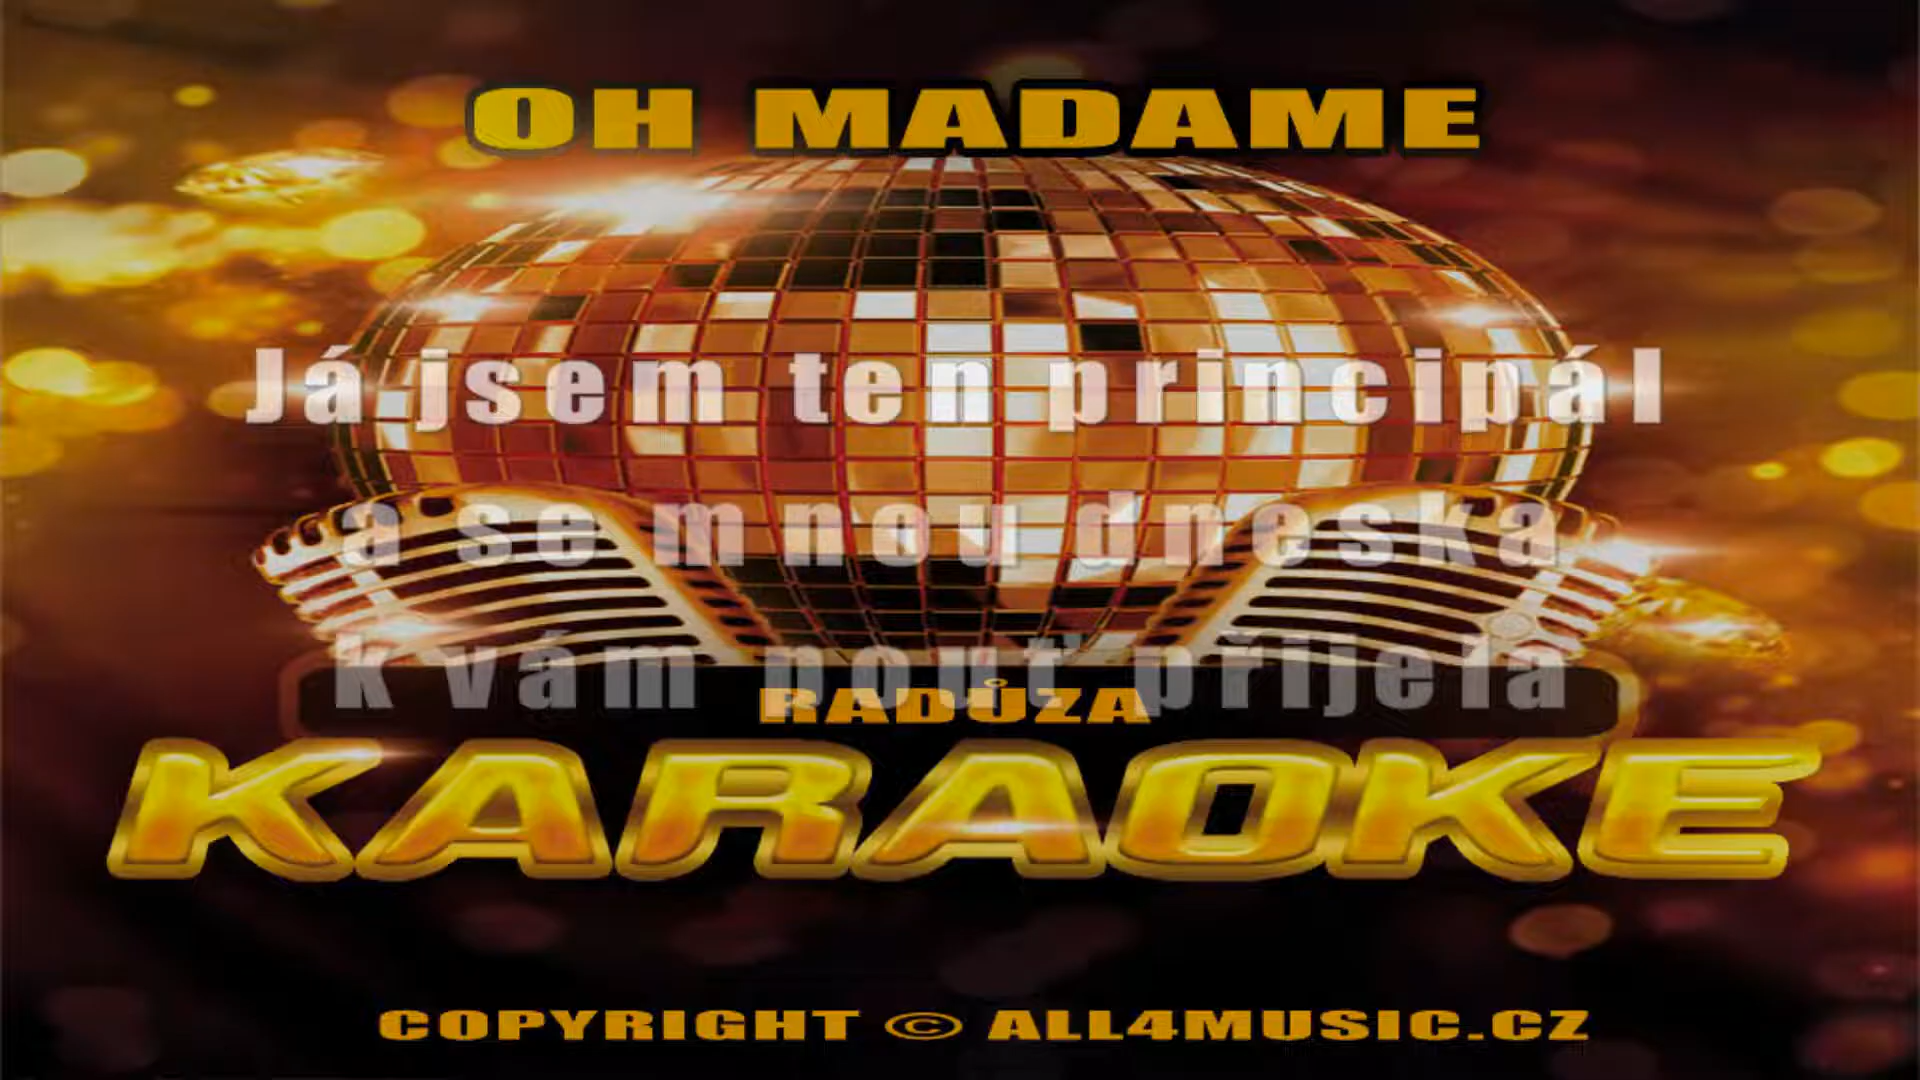 OH MADAME
Já jsem ten principál
a se mnou dneska
k vám pouť přijela
RADŮZA
KARAOKE
COPYRIGHT © ALL4MUSIC.CZ